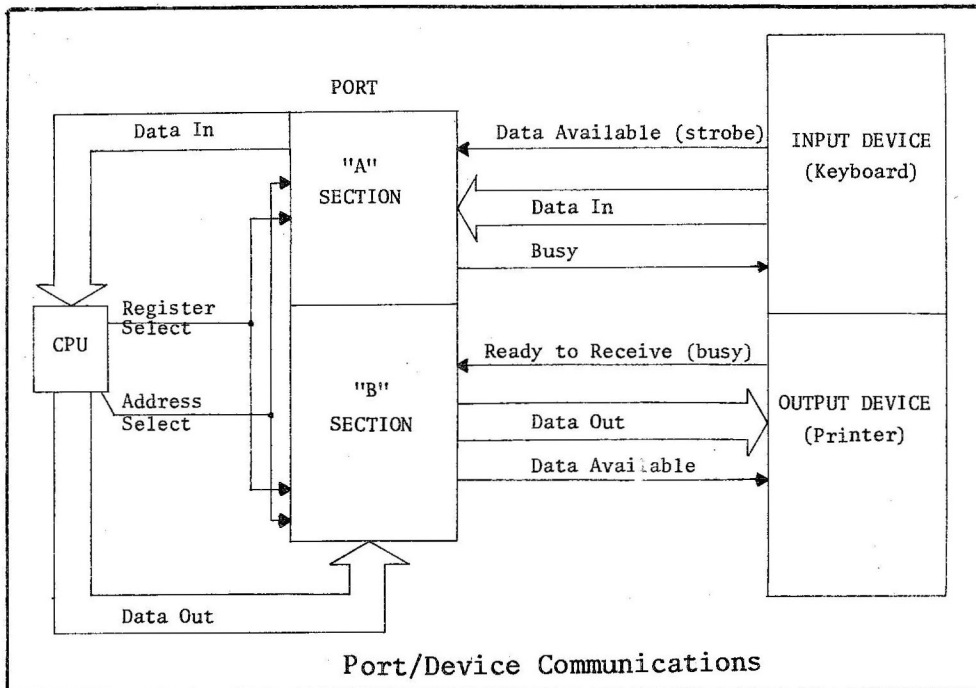 PORT
Data In
"A"
SECTION
Data Available (strobe)
Data In
Busy
INPUT DEVICE
(Keyboard)
CPU
Register
Select
Address
Select
"B"
SECTION
Ready to Receive (busy)
Data Out
Data Available
OUTPUT DEVICE
(Printer)
Data Out
Port/Device Communications